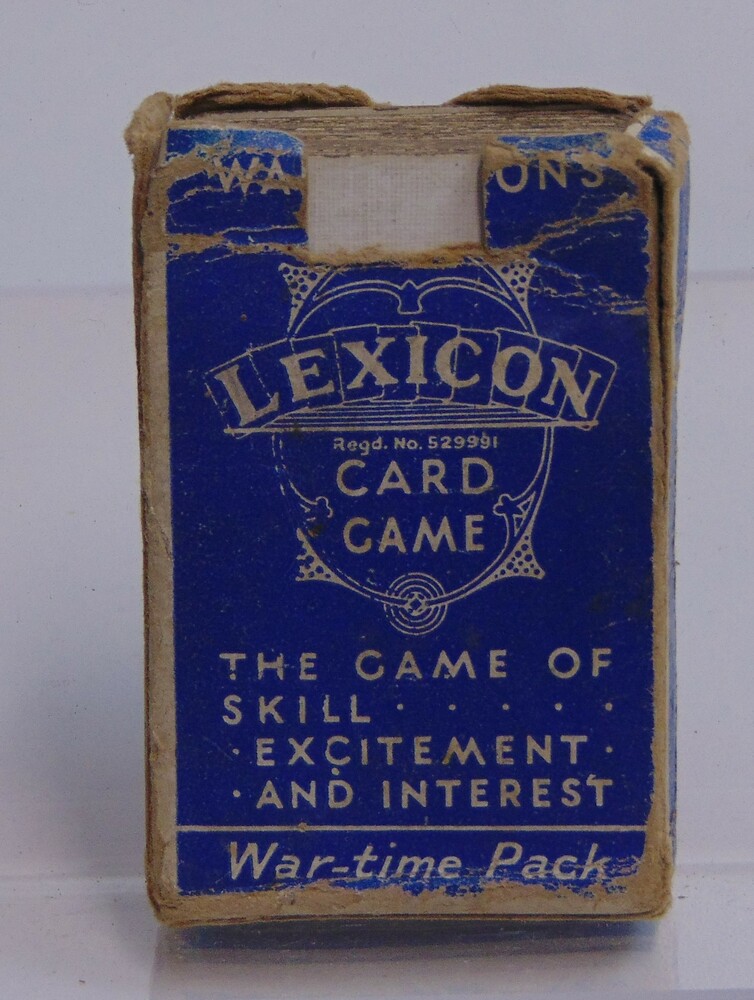 LEXICON
Regd. No. 529991
CARD
GAME
THE GAME OF
SKILL · · · · ·
· EXCITEMENT ·
· AND INTEREST
War-time Pack